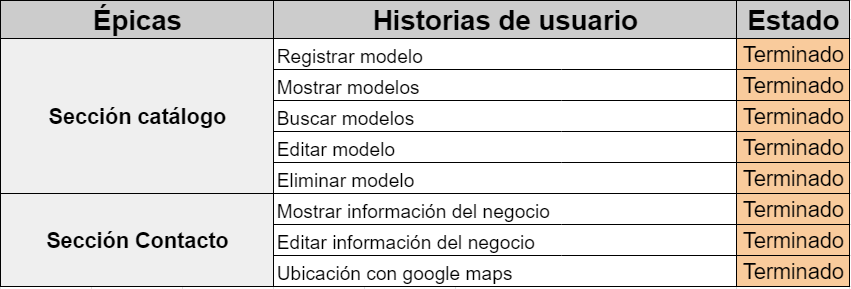 Épicas Historias de usuario Estado
Sección catálogo
Registrar modelo Terminado
Mostrar modelos Terminado
Buscar modelos Terminado
Editar modelo Terminado
Eliminar modelo Terminado
Sección Contacto
Mostrar información del negocio Terminado
Editar información del negocio Terminado
Ubicación con google maps Terminado